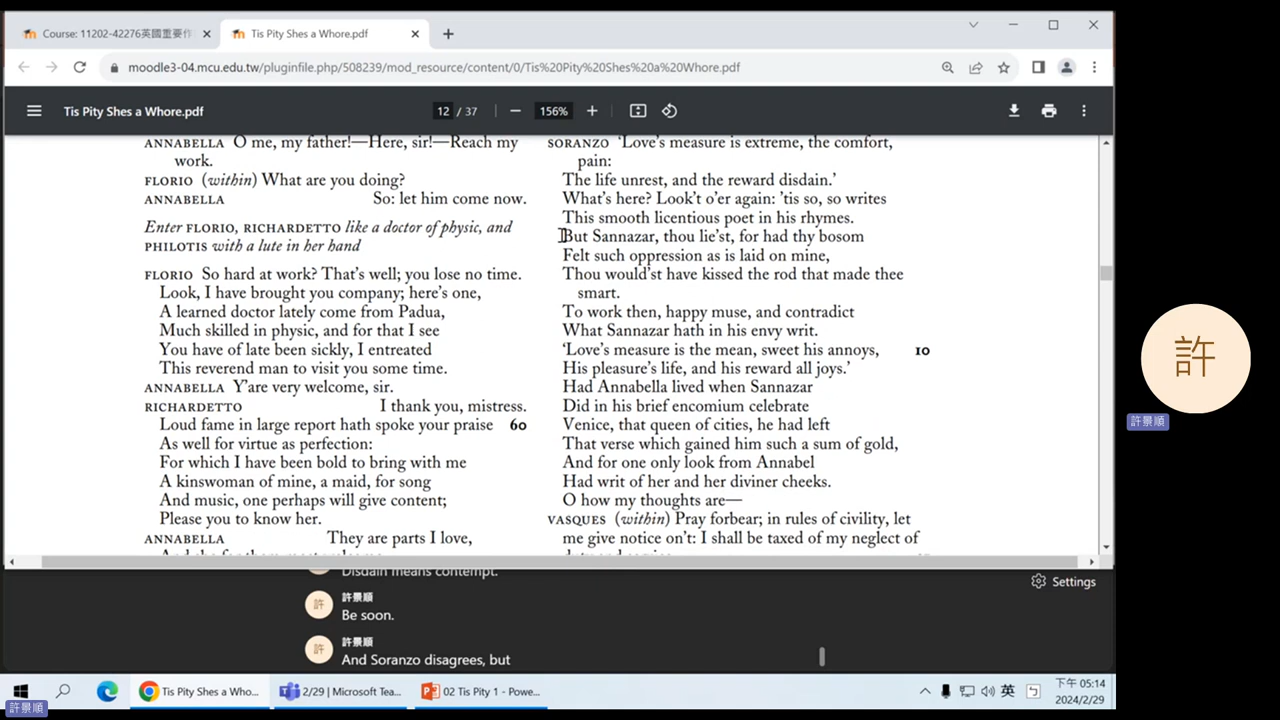 Course: 11202-42276英國重要作
Tis Pity Shes a Whore.pdf
moodle3-04.mcu.edu.tw/pluginfile.php/508239/mod_resource/content/0/Tis%20Pity%20Shes%20a%20Whore.pdf
Tis Pity Shes a Whore.pdf
12 / 37
156%
ANNABELLA O me, my father!—Here, sir!—Reach my
work.
FLORIO (within) What are you doing?
ANNABELLA So: let him come now.
Enter FLORIO, RICHARDETTO like a doctor of physic, and
PHILOTIS with a lute in her hand
FLORIO So hard at work? That's well; you lose no time.
Look, I have brought you company; here's one,
A learned doctor lately come from Padua,
Much skilled in physic, and for that I see
You have of late been sickly, I entreated
This reverend man to visit you some time.
ANNABELLA Y'are very welcome, sir.
RICHARDETTO I thank you, mistress.
Loud fame in large report hath spoke your praise 60
As well for virtue as perfection:
For which I have been bold to bring with me
A kinswoman of mine, a maid, for song
And music, one perhaps will give content;
Please you to know her.
ANNABELLA They are parts I love,
SORANZO 'Love's measure is extreme, the comfort,
pain:
The life unrest, and the reward disdain.'
What's here? Look't o'er again: 'tis so, so writes
This smooth licentious poet in his rhymes.
But Sannazar, thou lie'st, for had thy bosom
Felt such oppression as is laid on mine,
Thou would'st have kissed the rod that made thee
smart.
To work then, happy muse, and contradict
What Sannazar hath in his envy writ.
'Love's measure is the mean, sweet his annoys, 10
His pleasure's life, and his reward all joys.'
Had Annabella lived when Sannazar
Did in his brief encomium celebrate
Venice, that queen of cities, he had left
That verse which gained him such a sum of gold,
And for one only look from Annabel
Had writ of her and her diviner cheeks.
O how my thoughts are—
VASQUES (within) Pray forbear; in rules of civility, let
me give notice on't: I shall be taxed of my neglect of
許
許景順
Settings
Disdain means contempt.
許
許景順
Be soon.
許
許景順
And Soranzo disagrees, but
Tis Pity Shes a Who...
2/29 | Microsoft Tea...
02 Tis Pity 1 - Powe...
英
下午 05:14
2024/2/29
許景順